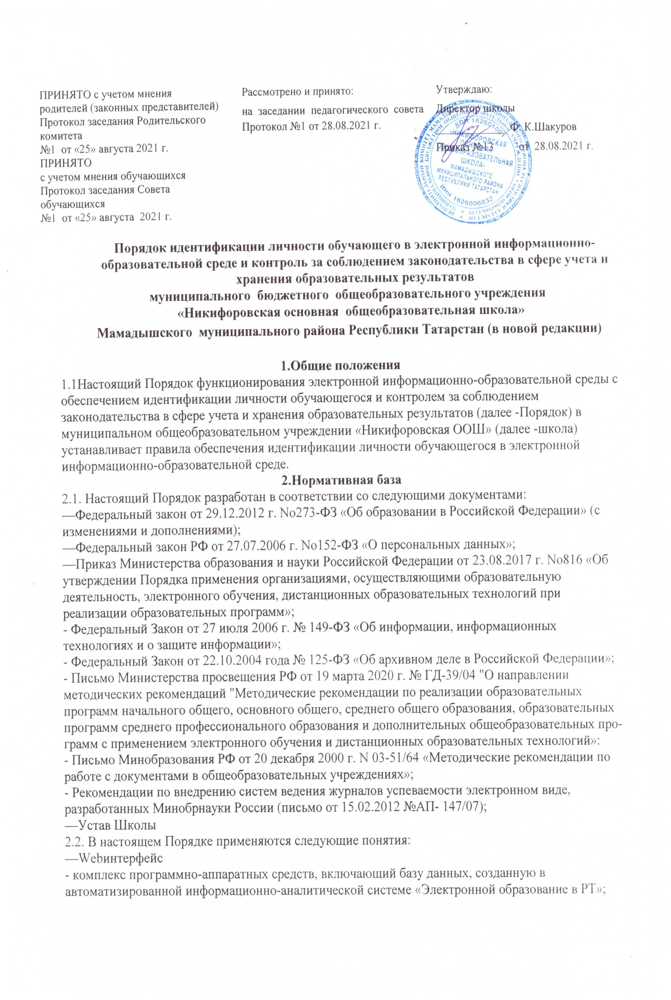 ПРИНЯТО с учетом мнения
родителей (законных представителей)
Протокол заседания Родительского
комитета
№1 от «25» августа 2021 г.
ПРИНЯТО
с учетом мнения обучающихся
Протокол заседания Совета
обучающихся
№1 от «25» августа 2021 г.
Рассмотрено и принято:
на заседании педагогического совета
Протокол №1 от 28.08.2021 г.
Утверждаю:
Директор школы
Ф. К.Шакуров
Приказ №13 от 28.08.2021 г.
КПП 162601001
«НИКИФОРОВСКАЯ
ОСНОВНАЯ
ОБЩЕОБРАЗОВАТЕЛЬНАЯ
ШКОЛА»
МАМАДЫШСКОГО
МУНИЦИПАЛЬНОГО РАЙОНА
РЕСПУБЛИКИ ТАТАРСТАН
ИНН 1626006032
Порядок идентификации личности обучающего в электронной информационно-
образовательной среде и контроль за соблюдением законодательства в сфере учета и
хранения образовательных результатов
муниципального бюджетного общеобразовательного учреждения
«Никифоровская основная общеобразовательная школа»
Мамадышского муниципального района Республики Татарстан (в новой редакции)
1.Общие положения
1.1Настоящий Порядок функционирования электронной информационно-образовательной среды с
обеспечением идентификации личности обучающегося и контролем за соблюдением
законодательства в сфере учета и хранения образовательных результатов (далее -Порядок) в
муниципальном общеобразовательном учреждении «Никифоровская ООШ» (далее -школа)
устанавливает правила обеспечения идентификации личности обучающегося в электронной
информационно-образовательной среде.
2.Нормативная база
2.1. Настоящий Порядок разработан в соответствии со следующими документами:
—Федеральный закон от 29.12.2012 г. No273-ФЗ «Об образовании в Российской Федерации» (с
изменениями и дополнениями);
—Федеральный закон РФ от 27.07.2006 г. No152-ФЗ «О персональных данных»;
—Приказ Министерства образования и науки Российской Федерации от 23.08.2017 г. No816 «Об
утверждении Порядка применения организациями, осуществляющими образовательную
деятельность, электронного обучения, дистанционных образовательных технологий при
реализации образовательных программ»;
- Федеральный Закон от 27 июля 2006 г. № 149-ФЗ «Об информации, информационных
технологиях и о защите информации»;
- Федеральный Закон от 22.10.2004 года № 125-ФЗ «Об архивном деле в Российской Федерации»;
- Письмо Министерства просвещения РФ от 19 марта 2020 г. № ГД-39/04 "О направлении
методических рекомендаций "Методические рекомендации по реализации образовательных
программ начального общего, основного общего, среднего общего образования, образовательных
программ среднего профессионального образования и дополнительных общеобразовательных про-
грамм с применением электронного обучения и дистанционных образовательных технологий»:
- Письмо Минобразования РФ от 20 декабря 2000 г. N 03-51/64 «Методические рекомендации по
работе с документами в общеобразовательных учреждениях»;
- Рекомендации по внедрению систем ведения журналов успеваемости электронном виде,
разработанных Минобрнауки России (письмо от 15.02.2012 №АП- 147/07);
—Устав Школы
2.2. В настоящем Порядке применяются следующие понятия:
—Webинтерфейс
- комплекс программно-аппаратных средств, включающий базу данных, созданную в
автоматизированной информационно-аналитической системе «Электронной образование в РТ»;